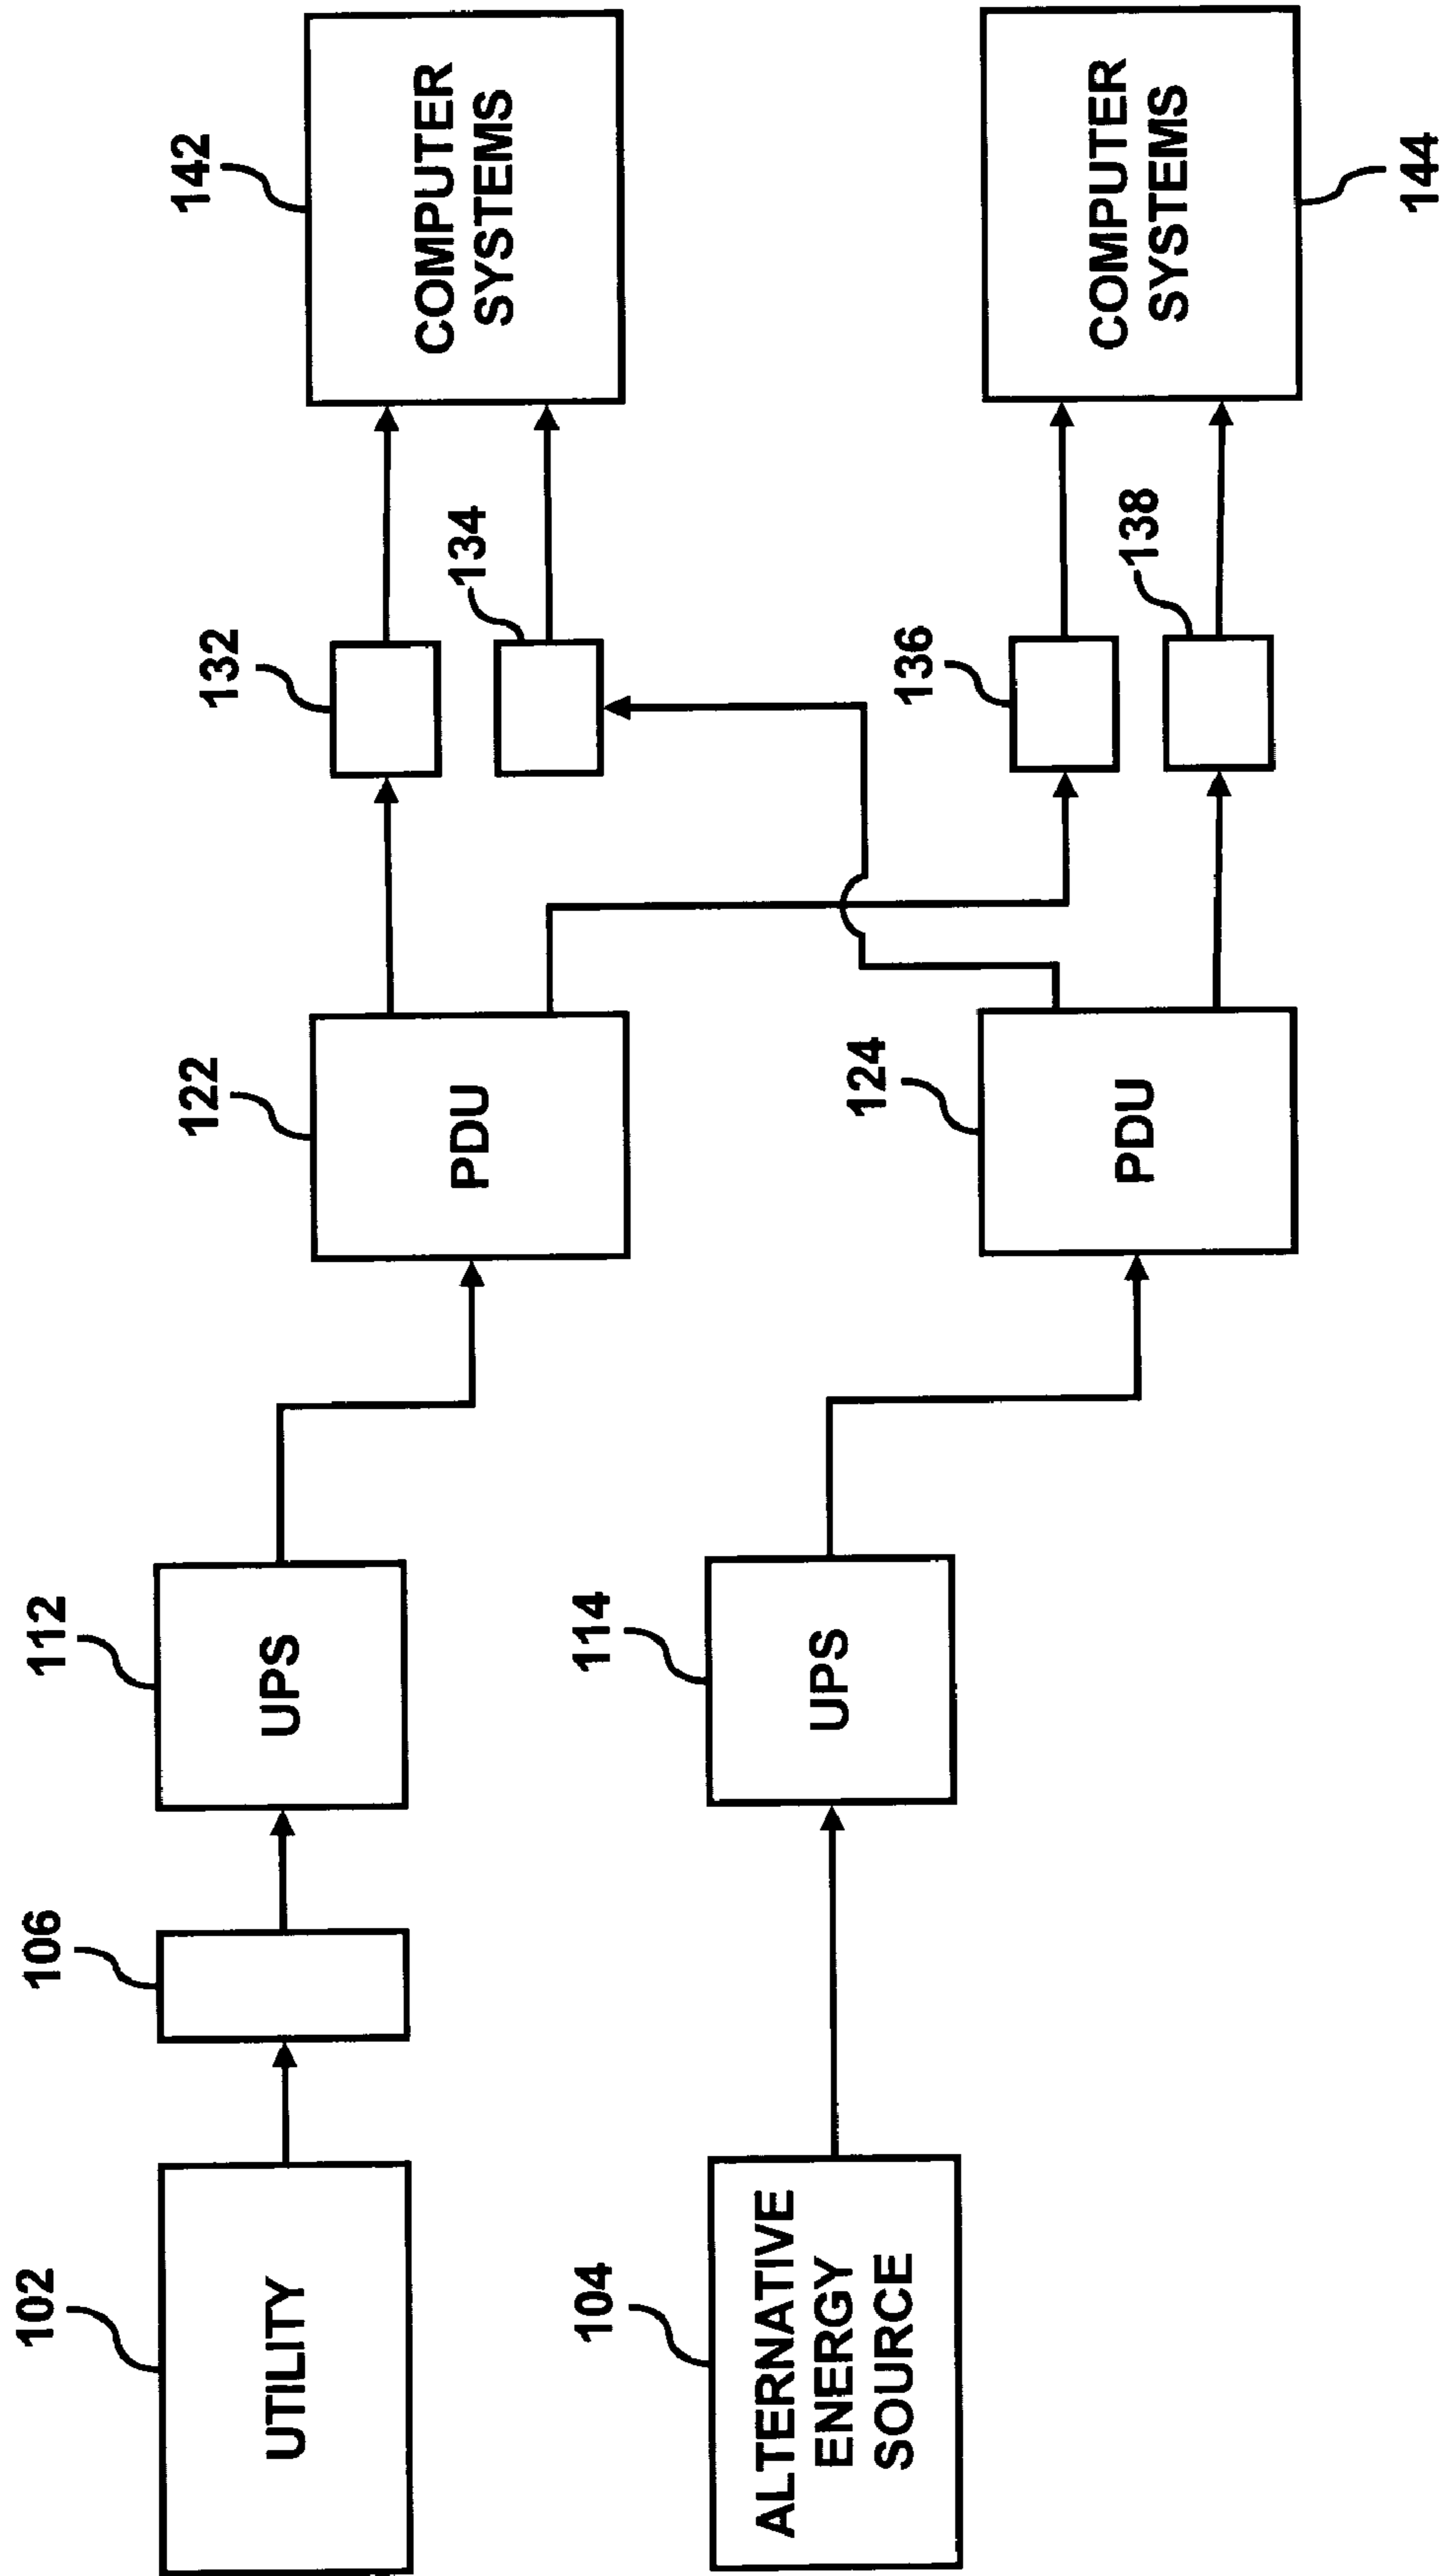 102
UTILITY
106
112
UPS
122
PDU
132
134
142
COMPUTER
SYSTEMS
104
ALTERNATIVE
ENERGY
SOURCE
114
UPS
124
PDU
136
138
COMPUTER
SYSTEMS
144